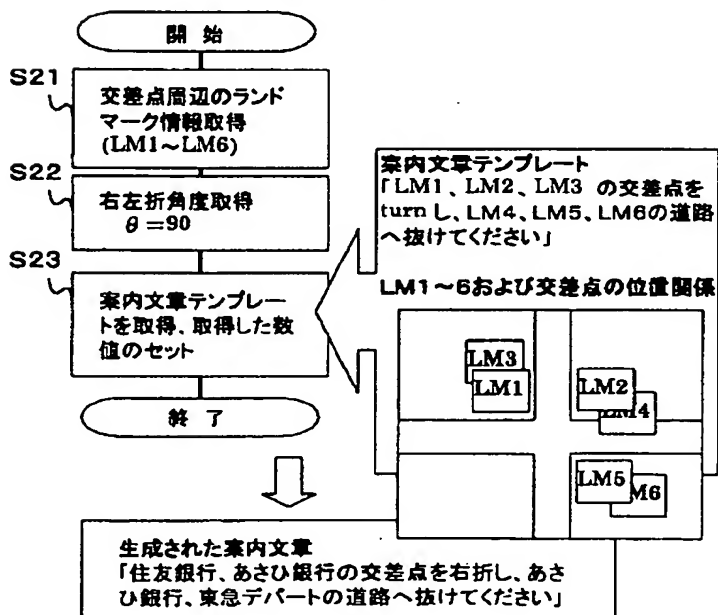 開 始
S21
交差点周辺のランド
マーク情報取得
(LM1～LM6)
S22
右左折角度取得
θ =90
S23
案内文章テンプレー
トを取得、取得した数
値のセット
終 了
案内文章テンプレート
「LM1、LM2、LM3 の交差点を
turnし、LM4、LM5、LM6の道路
へ抜けてください」
LM1～6および交差点の位置関係
LM3
LM1
LM2
LM4
LM5
LM6
生成された案内文章
「住友銀行、あさひ銀行の交差点を右折し、あさ
ひ銀行、東急デパートの道路へ抜けてください」